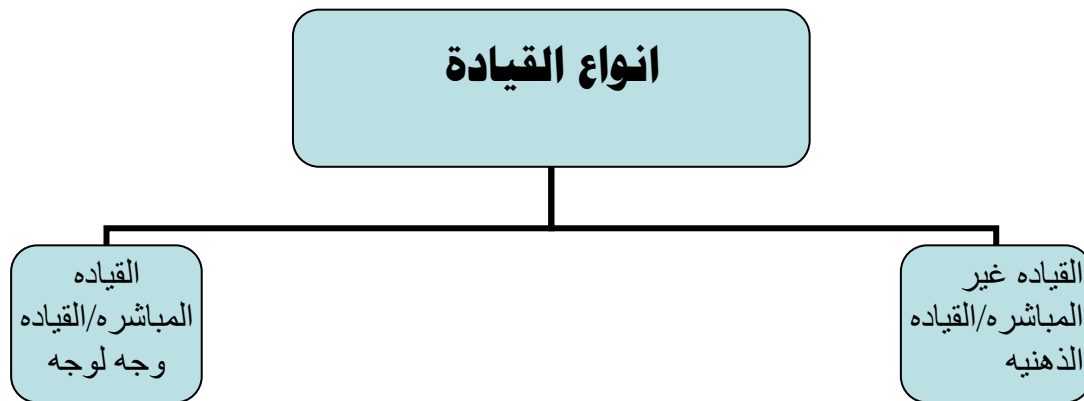 انواع القيادة
القياده غير
المباشره/القياده
الذهنيه
القياده
المباشره/القياده
وجه لوجه